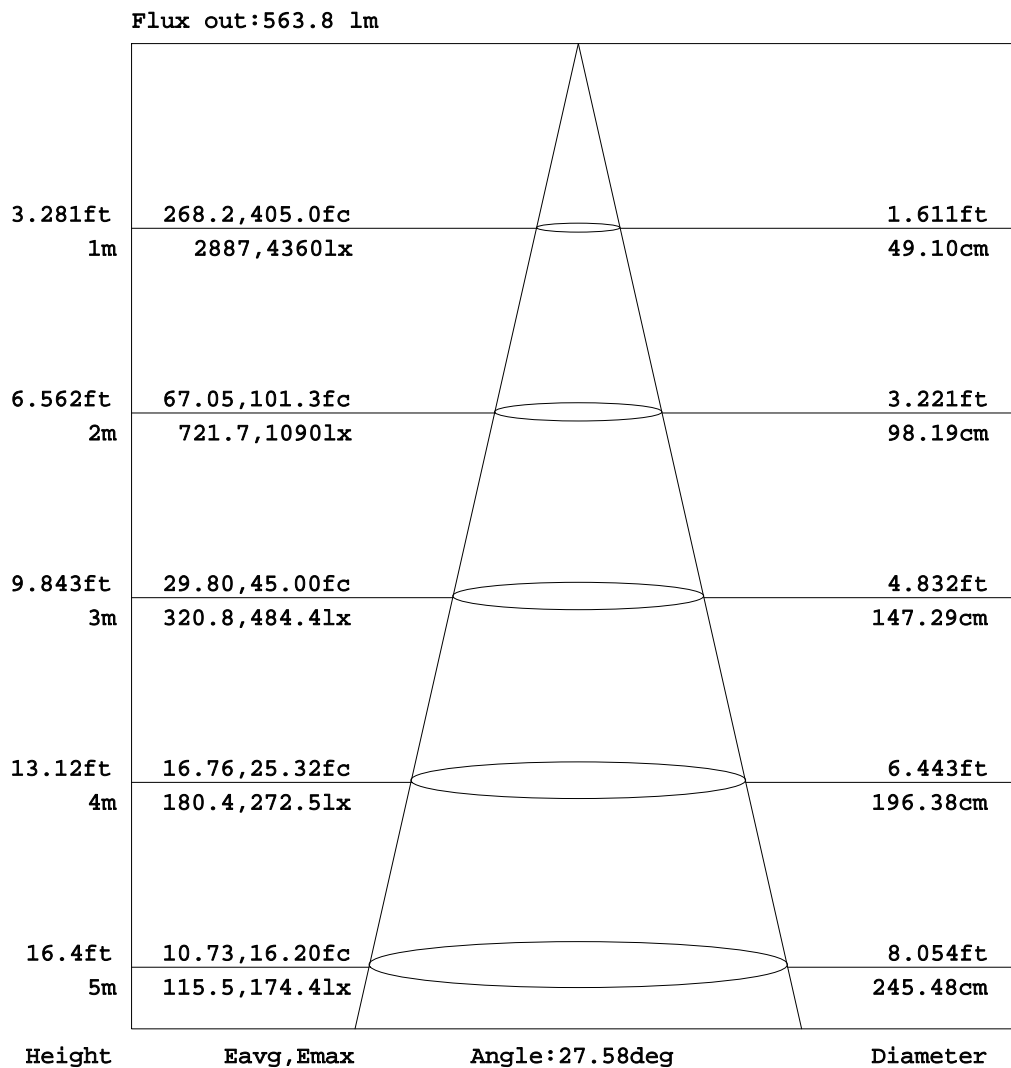 Flux out:563.8 lm
3.281ft 268.2,405.0fc 1.611ft
1m 2887,4360lx 49.10cm
6.562ft 67.05,101.3fc 3.221ft
2m 721.7,1090lx 98.19cm
9.843ft 29.80,45.00fc 4.832ft
3m 320.8,484.4lx 147.29cm
13.12ft 16.76,25.32fc 6.443ft
4m 180.4,272.5lx 196.38cm
16.4ft 10.73,16.20fc 8.054ft
5m 115.5,174.4lx 245.48cm
Height Eavg,Emax Angle:27.58deg Diameter